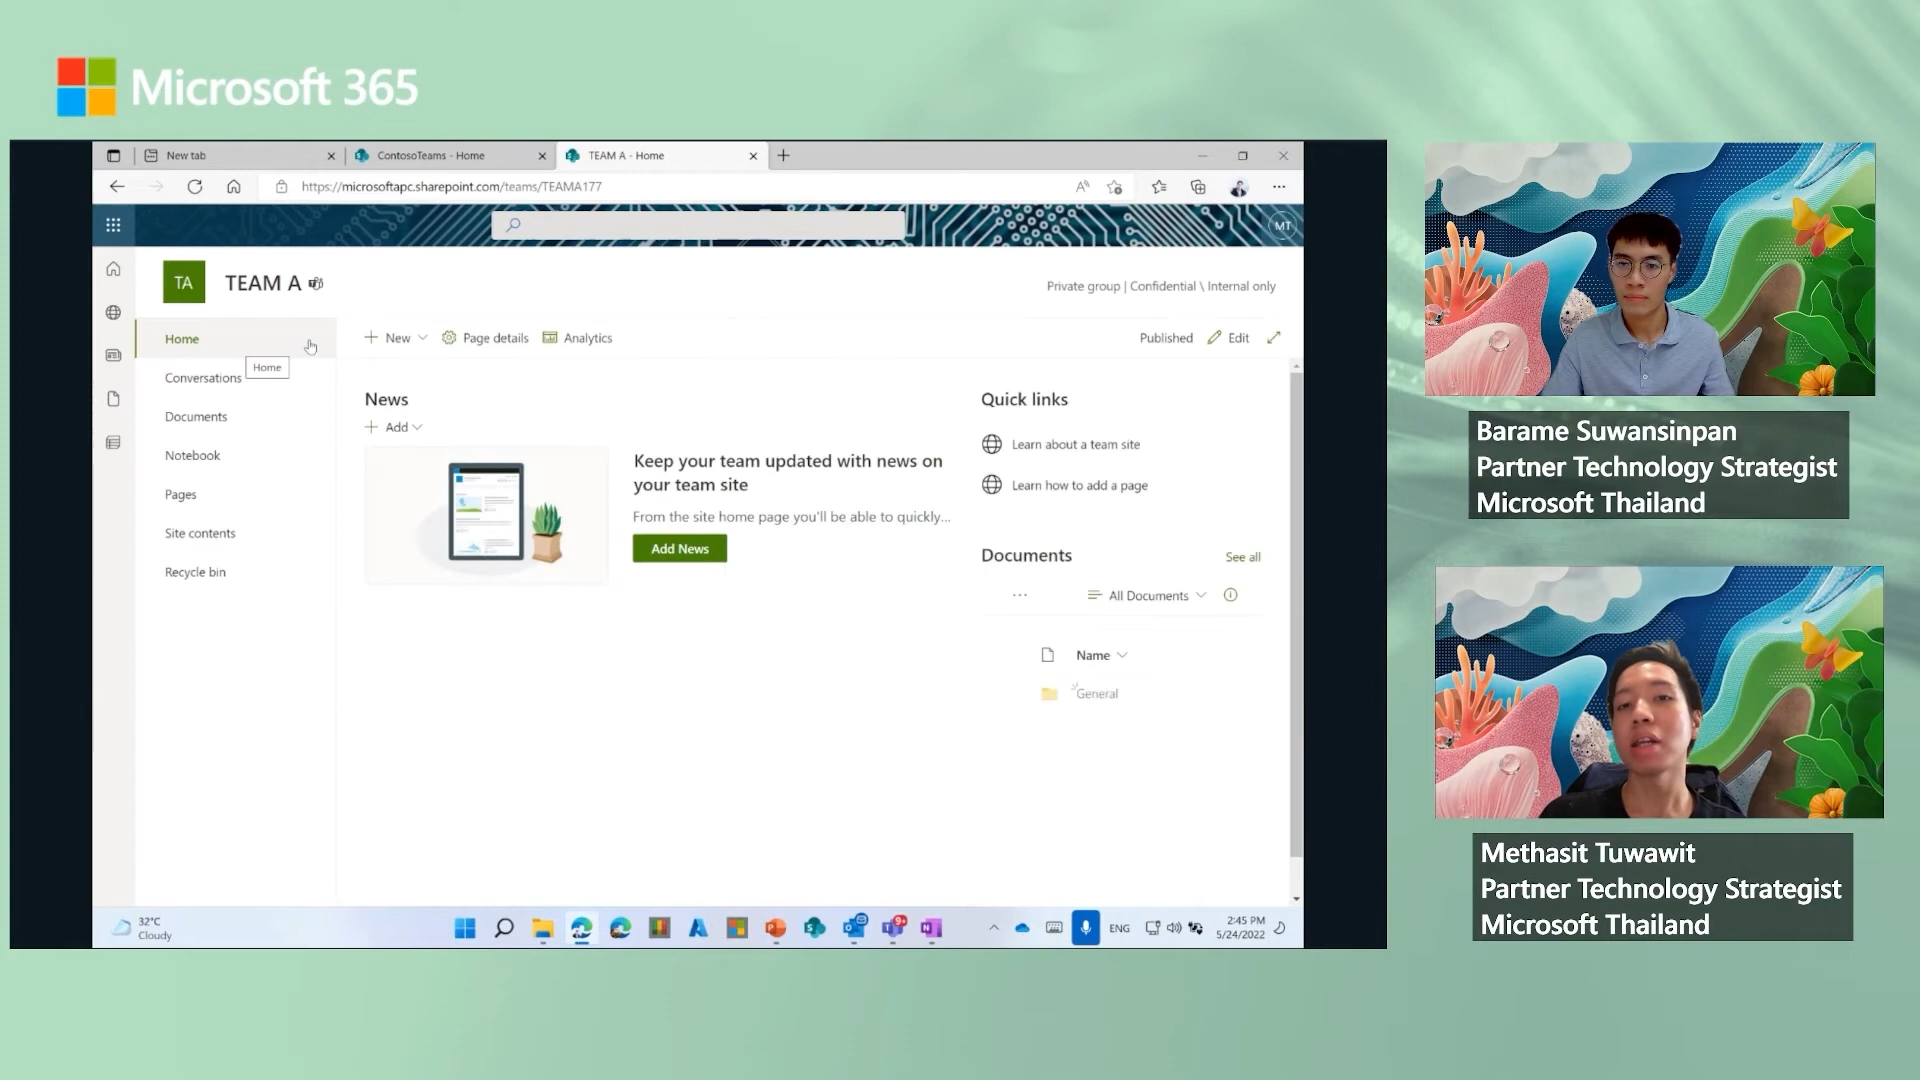 Microsoft 365
New tab
ContosoTeams - Home
TEAM A - Home
https://microsoftapc.sharepoint.com/teams/TEAMA177
MT
TA
TEAM A
Private group | Confidential \ Internal only
Home
New
Page details
Analytics
Published
Edit
Home
Conversations
Documents
Notebook
Pages
Site contents
Recycle bin
News
Add
Keep your team updated with news on
your team site
From the site home page you'll be able to quickly...
Add News
Quick links
Learn about a team site
Learn how to add a page
Documents
See all
All Documents
Name
General
32°C
Cloudy
9+
ENG
2:45 PM
5/24/2022
Barame Suwansinpan
Partner Technology Strategist
Microsoft Thailand
Methasit Tuwawit
Partner Technology Strategist
Microsoft Thailand